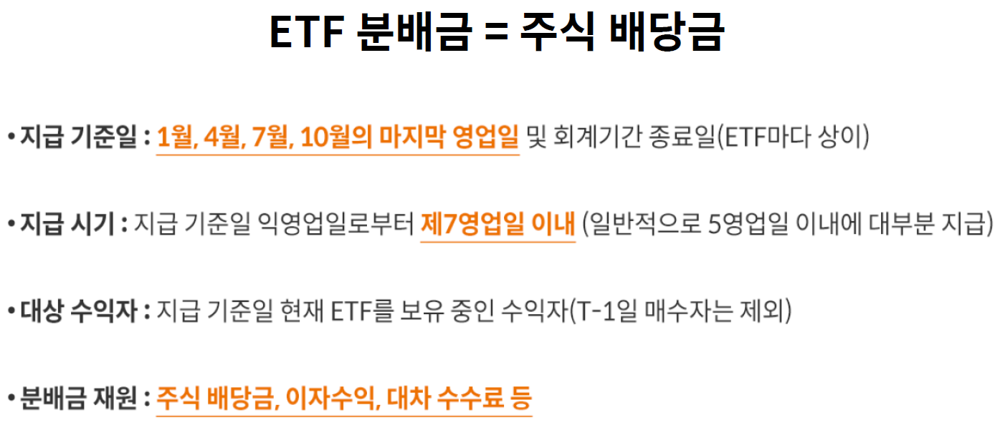 ETF 분배금 = 주식 배당금
• 지급 기준일 : 1월, 4월, 7월, 10월의 마지막 영업일 및 회계기간 종료일(ETF마다 상이)
• 지급 시기 : 지급 기준일 익영업일로부터 제7영업일 이내 (일반적으로 5영업일 이내에 대부분 지급)
• 대상 수익자 : 지급 기준일 현재 ETF를 보유 중인 수익자(T-1일 매수자는 제외)
• 분배금 재원 : 주식 배당금, 이자수익, 대차 수수료 등